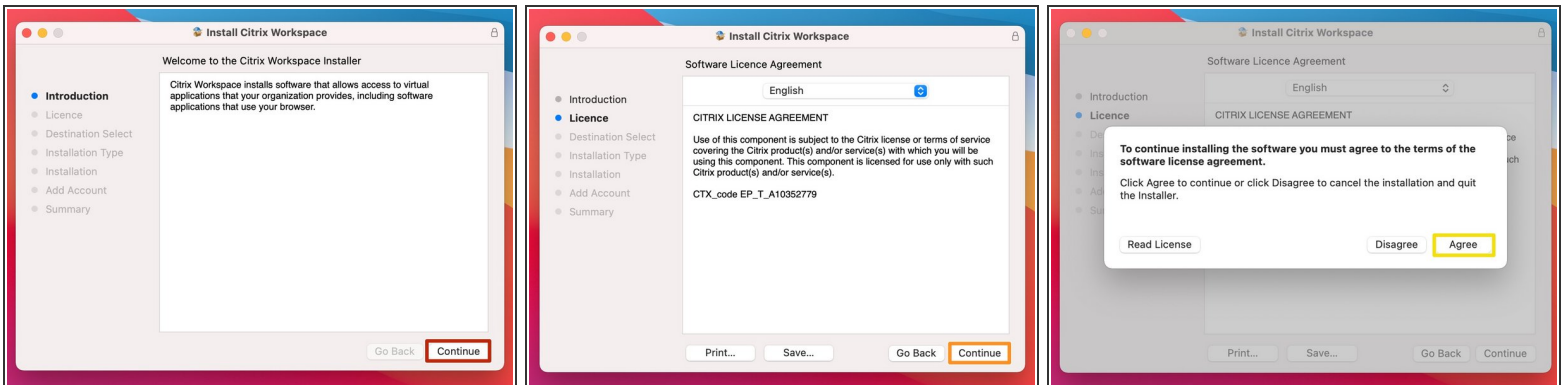 Install Citrix Workspace
Welcome to the Citrix Workspace Installer
Introduction
Licence
Destination Select
Installation Type
Installation
Add Account
Summary
Citrix Workspace installs software that allows access to virtual
applications that your organization provides, including software
applications that use your browser.
Go Back
Continue
Install Citrix Workspace
Software Licence Agreement
Introduction
Licence
Destination Select
Installation Type
Installation
Add Account
Summary
English
CITRIX LICENSE AGREEMENT
Use of this component is subject to the Citrix license or terms of service
covering the Citrix product(s) and/or service(s) with which you will be
using this component. This component is licensed for use only with such
Citrix product(s) and/or service(s).
CTX_code EP_T_A10352779
Print...
Save...
Go Back
Continue
Install Citrix Workspace
Software Licence Agreement
Introduction
Licence
English
CITRIX LICENSE AGREEMENT
To continue installing the software you must agree to the terms of the
software license agreement.
Click Agree to continue or click Disagree to cancel the installation and quit
the Installer.
Read License
Disagree
Agree
Print...
Save...
Go Back
Continue